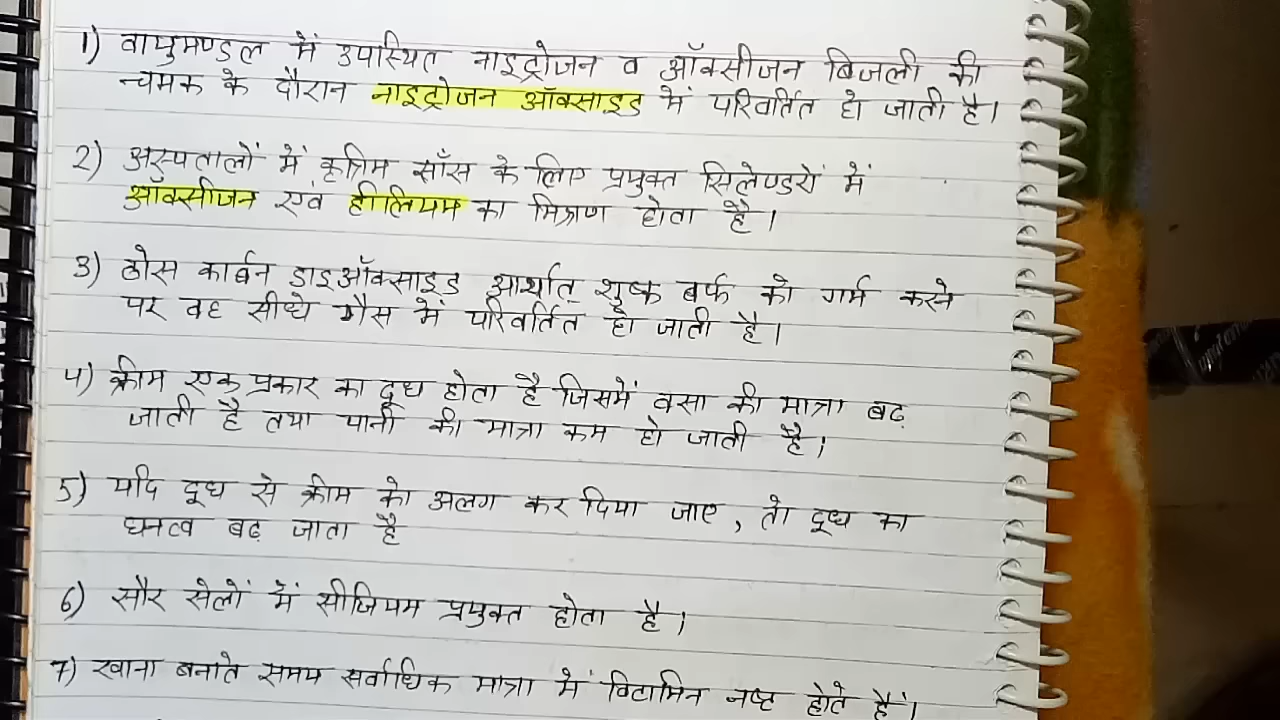 1) वायुमण्डल में उपस्थित नाइट्रोजन व ऑक्सीजन बिजली की
चमक के दौरान नाइट्रोजन ऑक्साइड में परिवर्तित हो जाती है।
2) अस्पतालों में कृत्रिम साँस के लिए प्रयुक्त सिलेण्डरों में
ऑक्सीजन एवं हीलियम का मिश्रण होता है।
3) ठोस कार्बन डाइऑक्साइड आर्थात् शुष्क बर्फ को गर्म करने
पर वह सीधे गैस में परिवर्तित हो जाती है।
4) क्रीम एक प्रकार का दूध होता है जिसमें वसा की मात्रा बढ़
जाती है तथा पानी की मात्रा कम हो जाती है।
5) यदि दूध से क्रीम को अलग कर दिया जाए, तो दूध का
घनत्व बढ़ जाता है
6) सौर सेलों में सीजियम प्रयुक्त होता है।
7) खाना बनाते समय सर्वाधिक मात्रा में विटामिन नष्ट होते हैं।